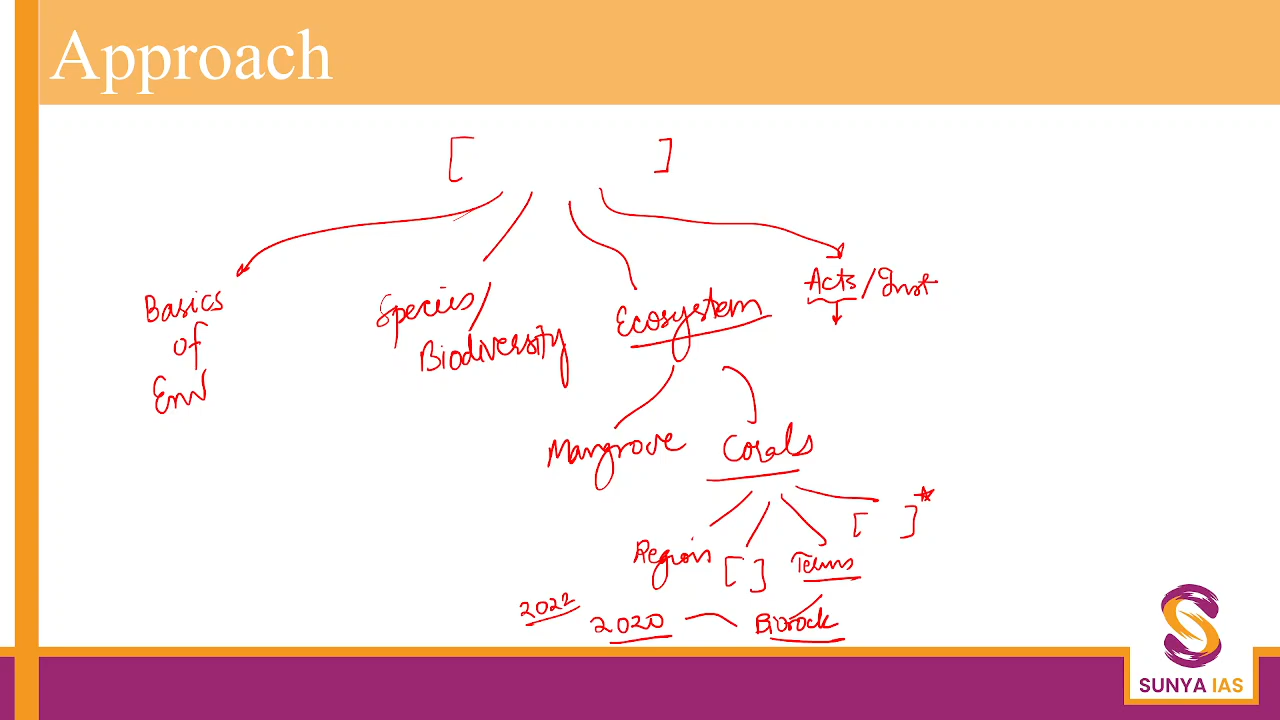 Approach
[ ]
Basics
of
Env
Species/
Biodiversity
Ecosystem
Acts/Inst
Mangrove
Corals
Region
[ ]
Terms
[ ]*
2022
2020
Biorock
SUNYA IAS